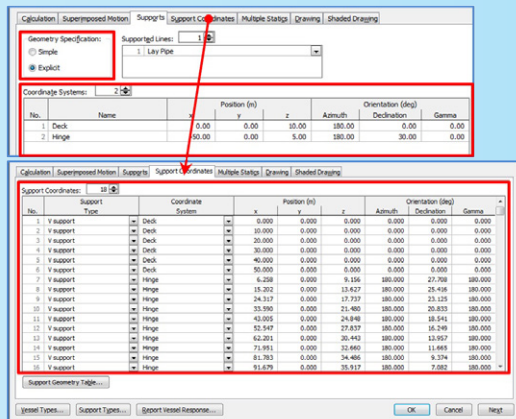 Calculation Superimposed Motion Supports Support Coordinates Multiple Statics Drawing Shaded Drawing
Geometry Specification: Supported Lines: 1
Simple 1 Lay Pipe
Explicit
Coordinate Systems: 2
Position (m) Orientation (deg)
No. Name x y z Azimuth Declination Gamma
1 Deck 0.00 0.00 10.00 180.00 0.00 0.00
2 Hinge -50.00 0.00 5.00 180.00 30.00 0.00
Calculation Superimposed Motion Supports Support Coordinates Multiple Statics Drawing Shaded Drawing
Support Coordinates: 18
Support Coordinate Position (m) Orientation (deg)
No. Type System x y z Azimuth Declination Gamma
1 V support Deck 0.000 0.000 0.000 0.000 0.000 0.000
2 V support Deck 10.000 0.000 0.000 0.000 0.000 0.000
3 V support Deck 20.000 0.000 0.000 0.000 0.000 0.000
4 V support Deck 30.000 0.000 0.000 0.000 0.000 0.000
5 V support Deck 40.000 0.000 0.000 0.000 0.000 0.000
6 V support Deck 50.000 0.000 0.000 0.000 0.000 0.000
7 V support Hinge 6.258 0.000 9.156 180.000 27.708 180.000
8 V support Hinge 15.202 0.000 13.627 180.000 25.416 180.000
9 V support Hinge 24.317 0.000 17.737 180.000 23.125 180.000
10 V support Hinge 33.590 0.000 21.480 180.000 20.833 180.000
11 V support Hinge 43.005 0.000 24.848 180.000 18.541 180.000
12 V support Hinge 52.547 0.000 27.837 180.000 16.249 180.000
13 V support Hinge 62.201 0.000 30.443 180.000 13.957 180.000
14 V support Hinge 71.951 0.000 32.660 180.000 11.665 180.000
15 V support Hinge 81.783 0.000 34.486 180.000 9.374 180.000
16 V support Hinge 91.679 0.000 35.917 180.000 7.082 180.000
Support Geometry Table...
Vessel Types... Support Types... Report Vessel Response... OK Cancel Next